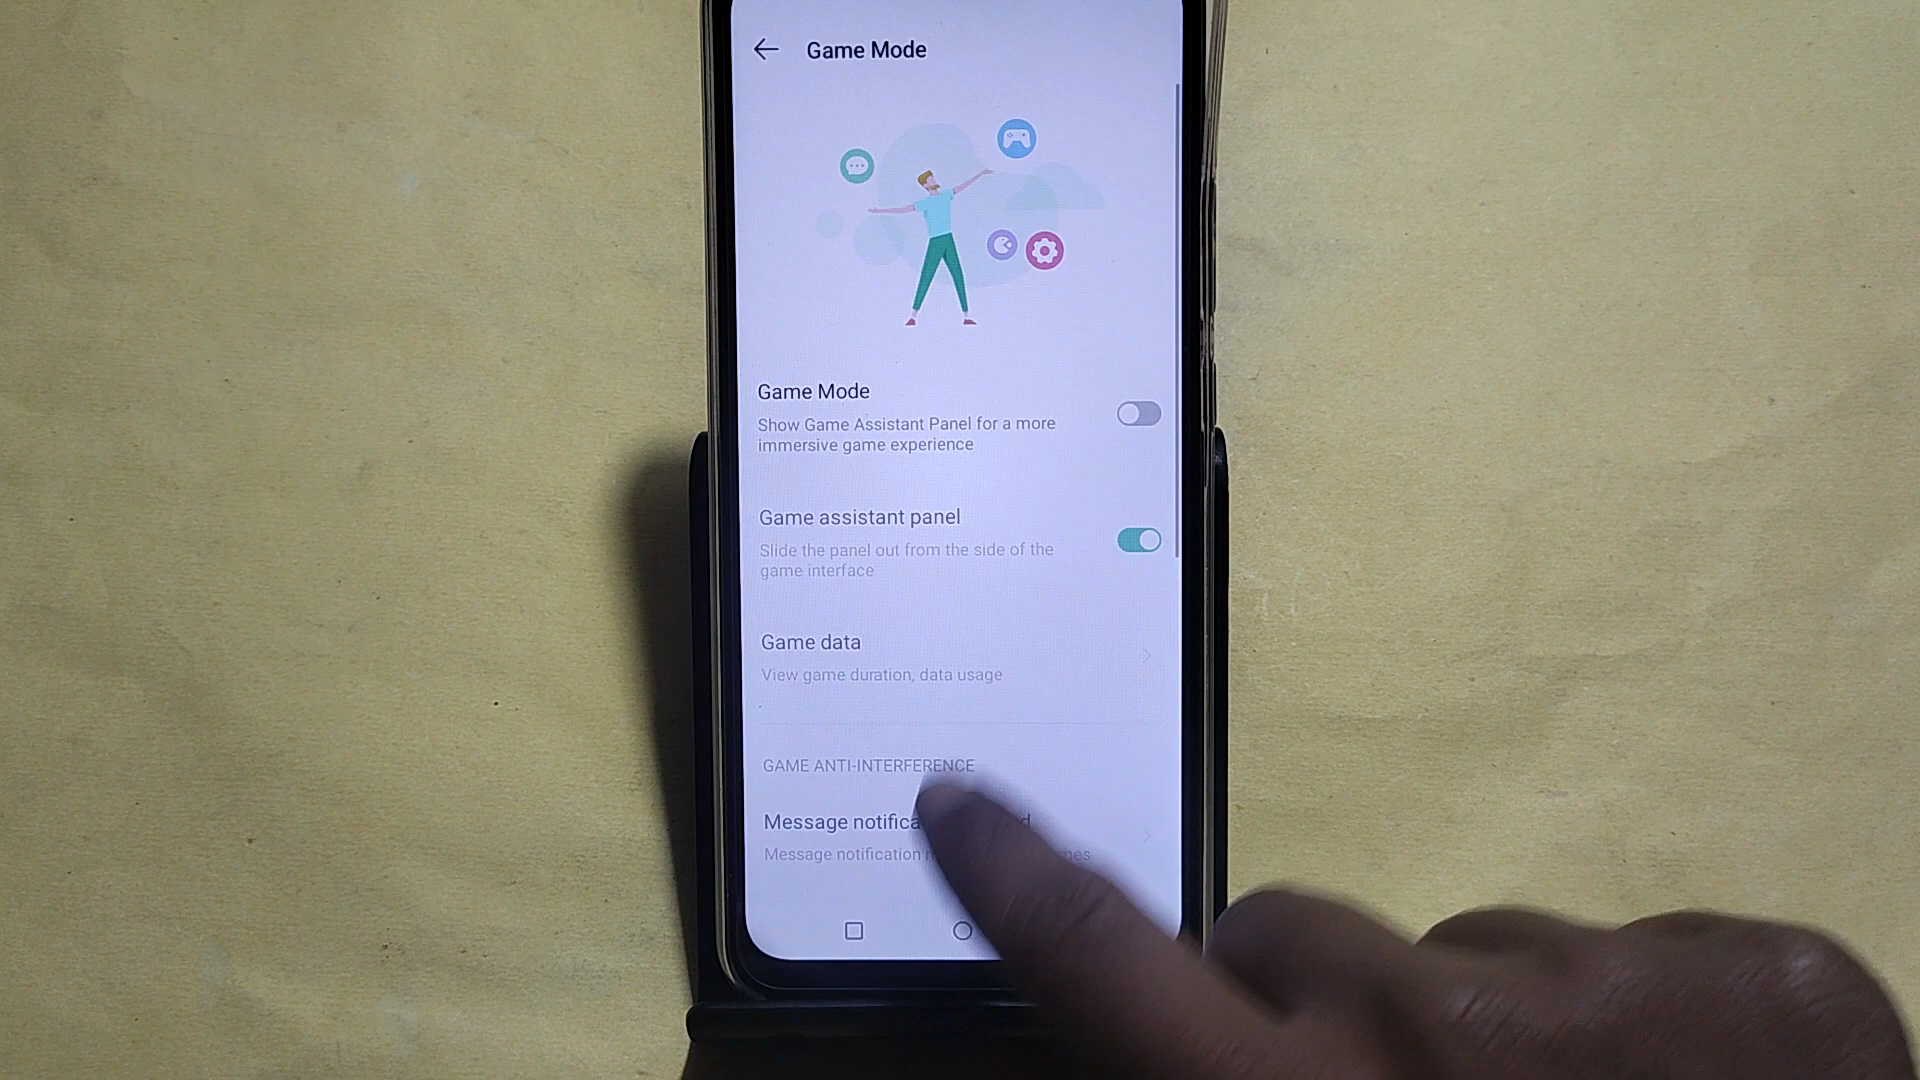 Game Mode
Game Mode
Show Game Assistant Panel for a more
immersive game experience
Game assistant panel
Slide the panel out from the side of the
game interface
Game data
View game duration, data usage
GAME ANTI-INTERFERENCE
Message
Message notification